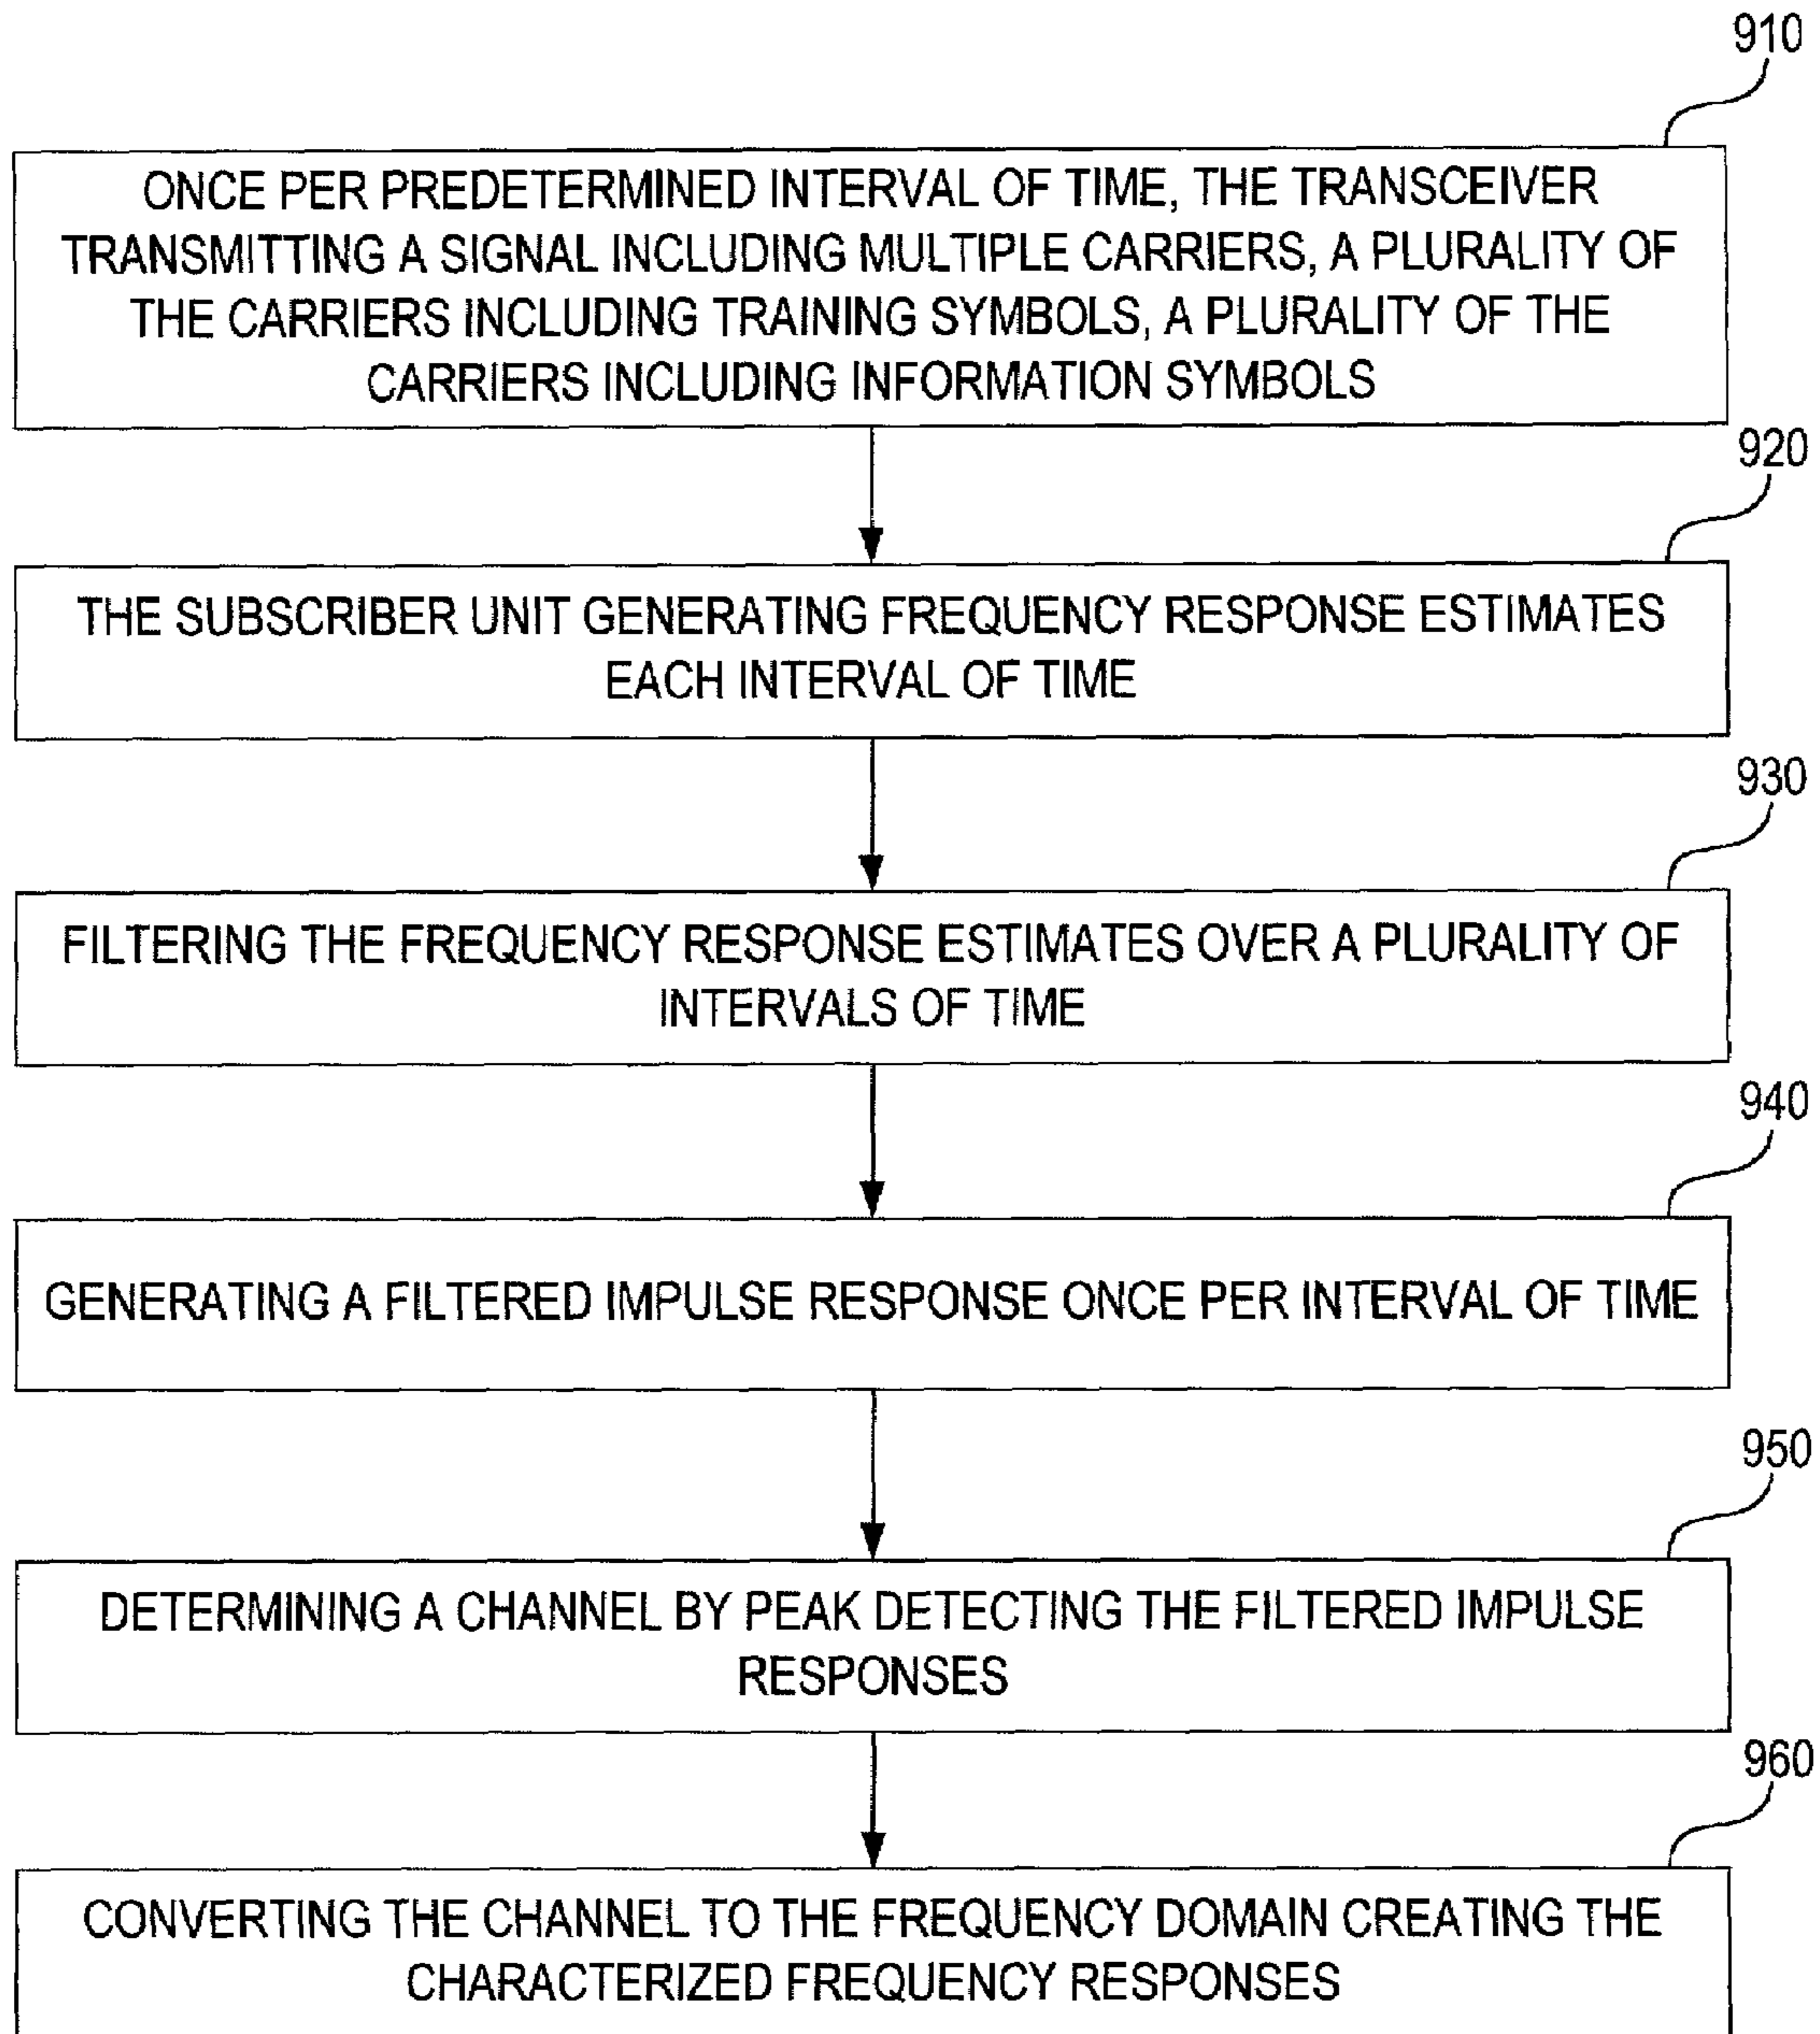 910
ONCE PER PREDETERMINED INTERVAL OF TIME, THE TRANSCEIVER
TRANSMITTING A SIGNAL INCLUDING MULTIPLE CARRIERS, A PLURALITY OF
THE CARRIERS INCLUDING TRAINING SYMBOLS, A PLURALITY OF THE
CARRIERS INCLUDING INFORMATION SYMBOLS
920
THE SUBSCRIBER UNIT GENERATING FREQUENCY RESPONSE ESTIMATES
EACH INTERVAL OF TIME
930
FILTERING THE FREQUENCY RESPONSE ESTIMATES OVER A PLURALITY OF
INTERVALS OF TIME
940
GENERATING A FILTERED IMPULSE RESPONSE ONCE PER INTERVAL OF TIME
950
DETERMINING A CHANNEL BY PEAK DETECTING THE FILTERED IMPULSE
RESPONSES
960
CONVERTING THE CHANNEL TO THE FREQUENCY DOMAIN CREATING THE
CHARACTERIZED FREQUENCY RESPONSES